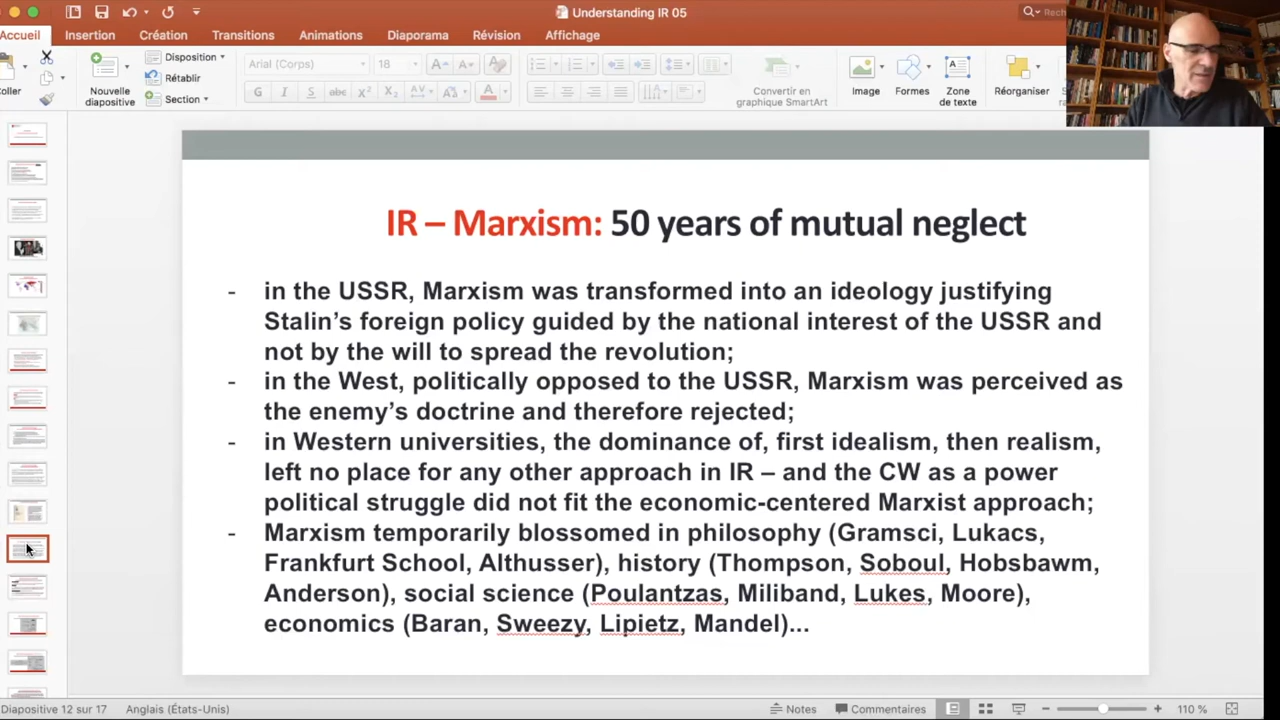 Understanding IR 05
Rech
Accueil Insertion Création Transitions Animations Diaporama Révision Affichage
oller
Nouvelle
diapositive
Disposition
Rétablir
Section
Arial (Corps) 18
G I S abc X² X₂ AV Aa A
Convertir en
graphique SmartArt
Image
Formes
Zone
de texte
Réorganiser
IR – Marxism: 50 years of mutual neglect
- in the USSR, Marxism was transformed into an ideology justifying
Stalin’s foreign policy guided by the national interest of the USSR and
not by the will to spread the revolution;
- in the West, politically opposed to the USSR, Marxism was perceived as
the enemy’s doctrine and therefore rejected;
- in Western universities, the dominance of, first idealism, then realism,
left no place for any other approach in IR – and the CW as a power
political struggle did not fit the economic-centered Marxist approach;
- Marxism temporarily blossomed in philosophy (Gramsci, Lukacs,
Frankfurt School, Althusser), history (Thompson, Soboul, Hobsbawm,
Anderson), social science (Poulantzas, Miliband, Lukes, Moore),
economics (Baran, Sweezy, Lipietz, Mandel)...
Diapositive 12 sur 17 Anglais (États-Unis) Notes Commentaires 110 %